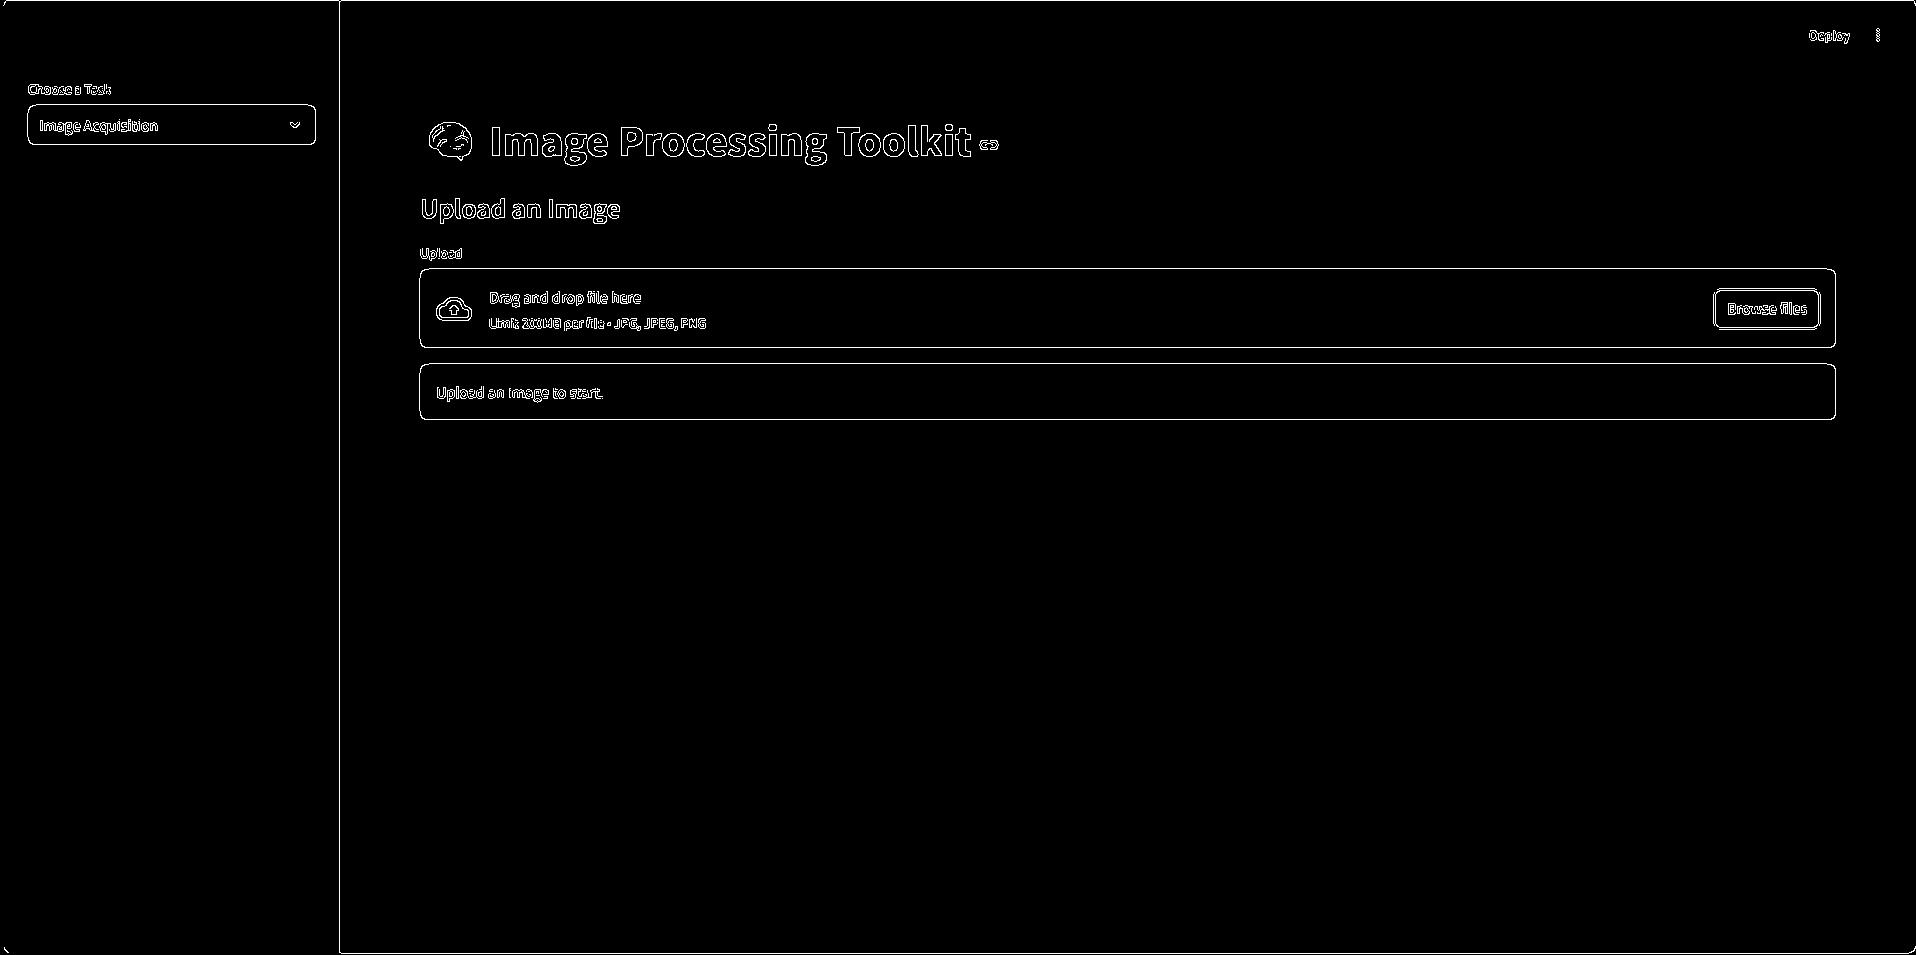 Deploy
Choose a Task
Image Acquisition
Image Processing Toolkit
Upload an Image
Upload
Drag and drop file here
Limit 200MB per file • JPG, JPEG, PNG
Browse files
Upload an image to start.